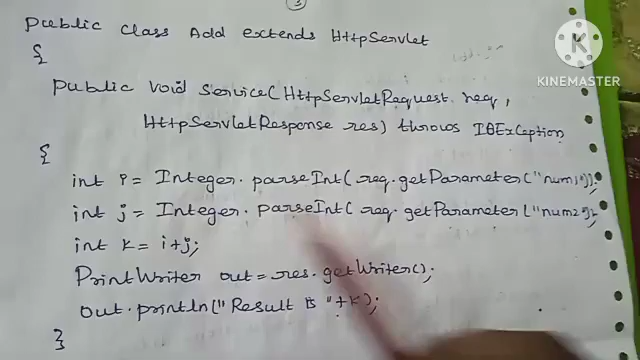 3
Public class Add extends HttpServlet
{
Public Void Service(HttpServletRequest req,
HttpServletResponse res) throws IOException
{
int i= Integer.parseInt(req.getParameter("num1"));
int j= Integer.parseInt(req.getParameter("num2"));
int k= i+j;
PrintWriter out=res.getWriter();
out.println("Result is "+k);
}
K
KINEMASTER